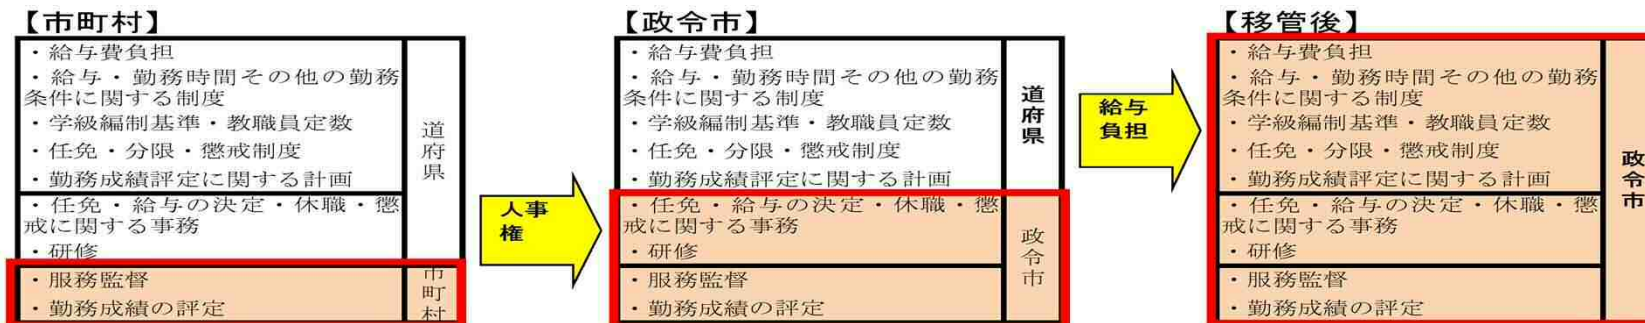 【市町村】
・給与費負担
・給与・勤務時間その他の勤務
条件に関する制度
・学級編制基準・教職員定数
・任免・分限・懲戒制度
・勤務成績評定に関する計画
道府県
・任免・給与の決定・休職・懲
戒に関する事務
・研修
・服務監督
・勤務成績の評定
市町村
人事
権
【政令市】
・給与費負担
・給与・勤務時間その他の勤務
条件に関する制度
・学級編制基準・教職員定数
・任免・分限・懲戒制度
・勤務成績評定に関する計画
道府県
・任免・給与の決定・休職・懲
戒に関する事務
・研修
・服務監督
・勤務成績の評定
政令市
給与
負担
【移管後】
・給与費負担
・給与・勤務時間その他の勤務
条件に関する制度
・学級編制基準・教職員定数
・任免・分限・懲戒制度
・勤務成績評定に関する計画
・任免・給与の決定・休職・懲
戒に関する事務
・研修
・服務監督
・勤務成績の評定
政令市